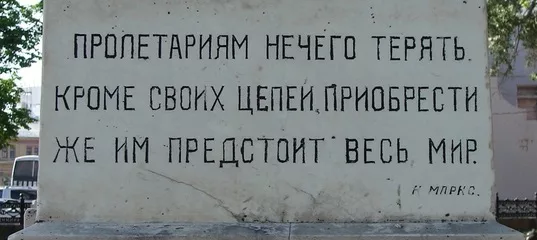 ПРОЛЕТАРИЯМ НЕЧЕГО ТЕРЯТЬ
КРОМЕ СВОИХ ЦЕПЕЙ, ПРИОБРЕСТИ
ЖЕ ИМ ПРЕДСТОИТ ВЕСЬ МИР.
К МАРКС.